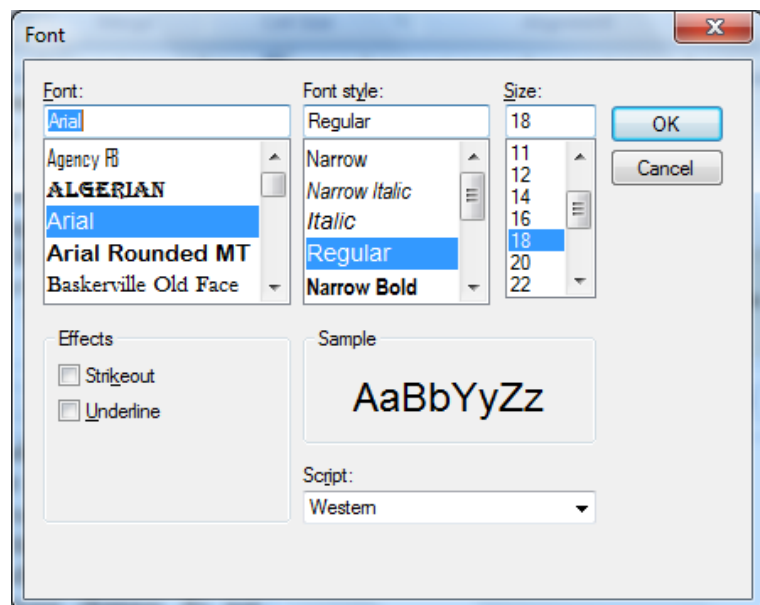 Font
Font: Font style: Size:
Arial Regular 18 OK
Agency FB Narrow 11 Cancel
ALGERIAN Narrow Italic 12
Arial Italic 14
Arial Rounded MT Regular 16
Baskerville Old Face Narrow Bold 18
20
22
Effects Sample
Strikeout AaBbYyZz
Underline
Script:
Western